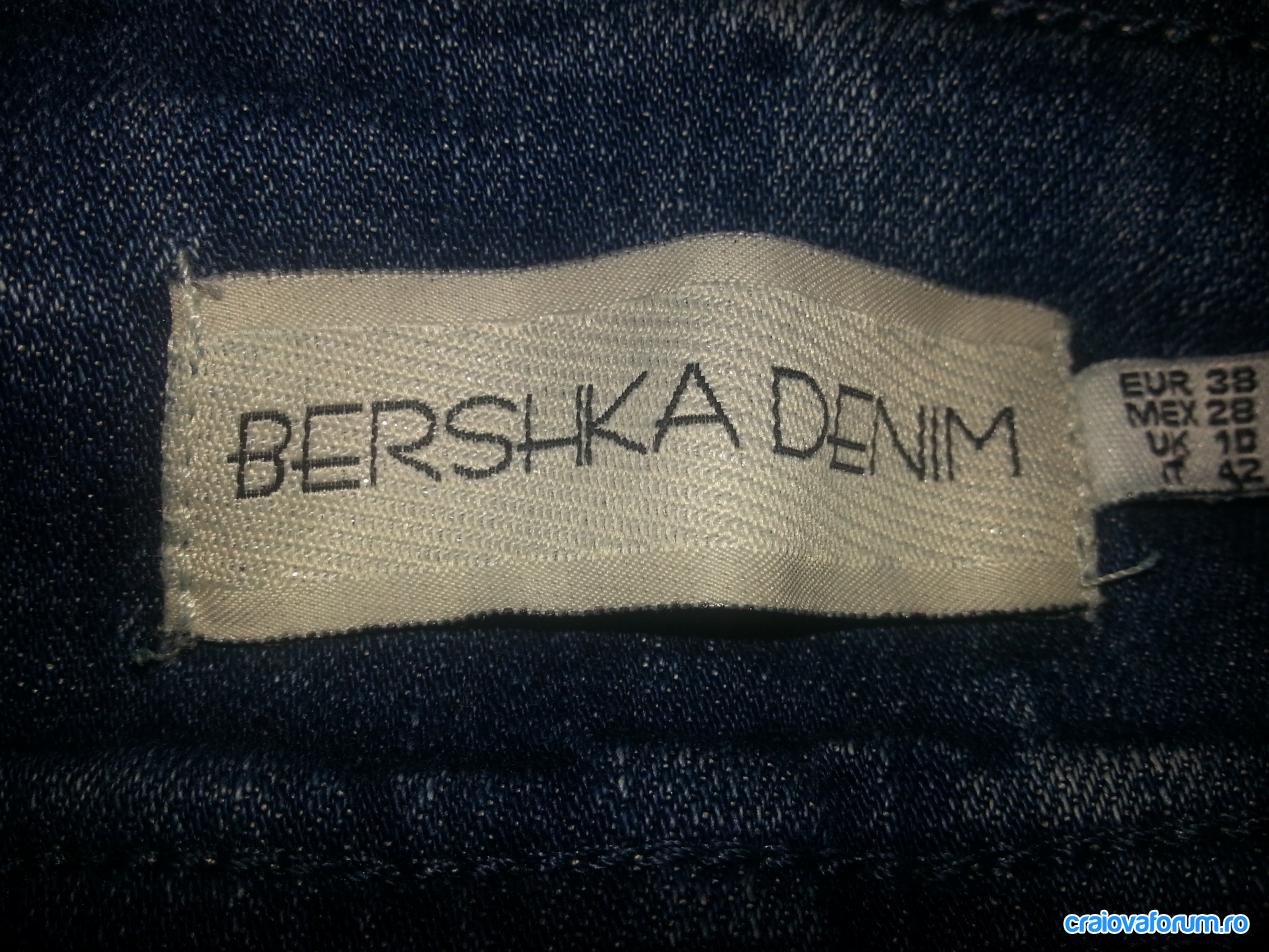 BERSHKA DENIM
EUR 38
MEX 28
UK 10
IT 42
craiovaforum.ro